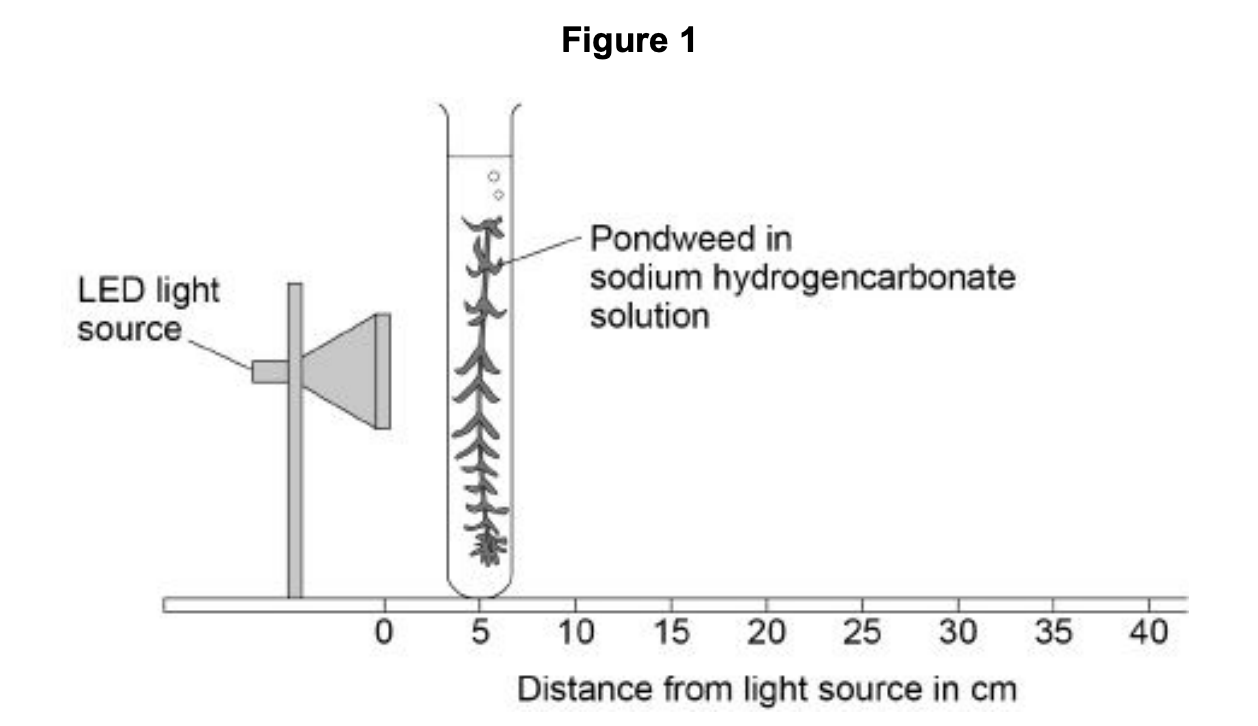 Figure 1
LED light
source
Pondweed in
sodium hydrogencarbonate
solution
0 5 10 15 20 25 30 35 40
Distance from light source in cm